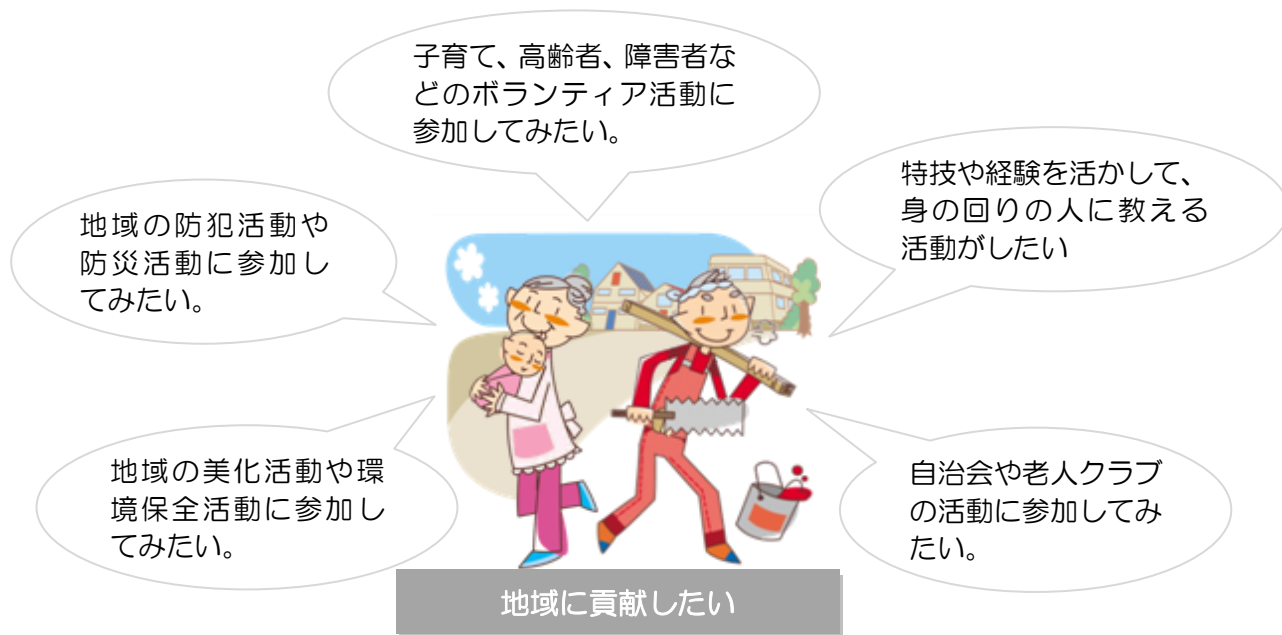 子育て、高齢者、障害者な
どのボランティア活動に
参加してみたい。
特技や経験を活かして、
身の回りの人に教える
活動がしたい
地域の防犯活動や
防災活動に参加し
てみたい。
地域の美化活動や環
境保全活動に参加し
てみたい。
自治会や老人クラブ
の活動に参加してみ
たい。
地域に貢献したい